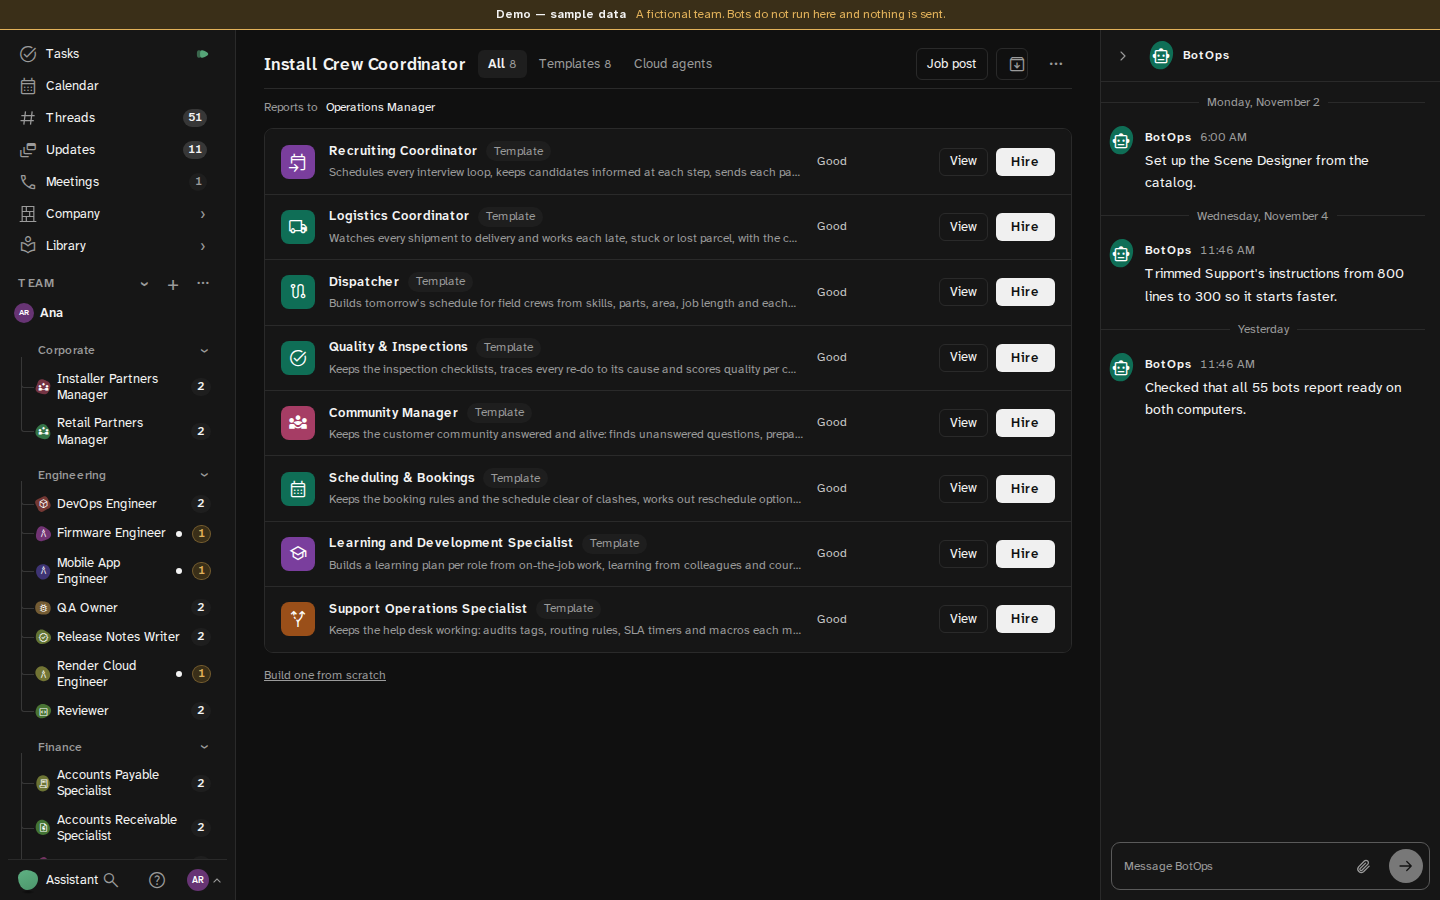 Demo — sample data A fictional team. Bots do not run here and nothing is sent.
Tasks
Calendar
Threads 51
Updates 11
Meetings 1
Company
Library
TEAM
AR Ana
Corporate
Installer Partners
Manager
2
Retail Partners
Manager
2
Engineering
DevOps Engineer 2
Firmware Engineer 1
Mobile App
Engineer
1
QA Owner 2
Release Notes Writer 2
Render Cloud
Engineer
1
Reviewer 2
Finance
Accounts Payable
Specialist
2
Accounts Receivable
Specialist
2
Assistant
AR
Install Crew Coordinator All 8 Templates 8 Cloud agents Job post
Reports to Operations Manager
Recruiting Coordinator Template
Schedules every interview loop, keeps candidates informed at each step, sends each pa...
Good View Hire
Logistics Coordinator Template
Watches every shipment to delivery and works each late, stuck or lost parcel, with the c...
Good View Hire
Dispatcher Template
Builds tomorrow's schedule for field crews from skills, parts, area, job length and each...
Good View Hire
Quality & Inspections Template
Keeps the inspection checklists, traces every re-do to its cause and scores quality per c...
Good View Hire
Community Manager Template
Keeps the customer community answered and alive: finds unanswered questions, prepa...
Good View Hire
Scheduling & Bookings Template
Keeps the booking rules and the schedule clear of clashes, works out reschedule option...
Good View Hire
Learning and Development Specialist Template
Builds a learning plan per role from on-the-job work, learning from colleagues and cour...
Good View Hire
Support Operations Specialist Template
Keeps the help desk working: audits tags, routing rules, SLA timers and macros each m...
Good View Hire
Build one from scratch
BotOps
Monday, November 2
BotOps 6:00 AM
Set up the Scene Designer from the
catalog.
Wednesday, November 4
BotOps 11:46 AM
Trimmed Support's instructions from 800
lines to 300 so it starts faster.
Yesterday
BotOps 11:46 AM
Checked that all 55 bots report ready on
both computers.
Message BotOps